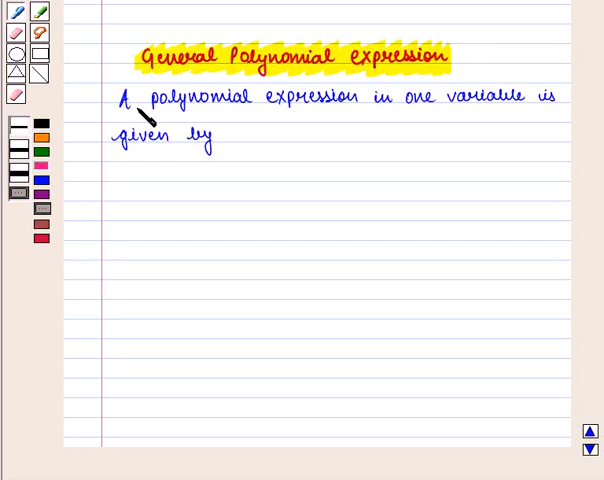 General Polynomial Expression
A polynomial expression in one variable is
given by